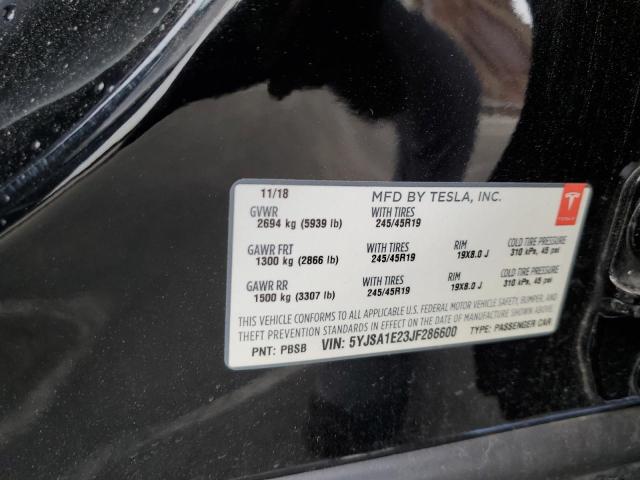 11/18 MFD BY TESLA, INC.
GVWR WITH TIRES
2694 kg (5939 lb) 245/45R19
GAWR FRT WITH TIRES RIM COLD TIRE PRESSURE
1300 kg (2866 lb) 245/45R19 19X8.0 J 310 kPa, 45 psi
GAWR RR WITH TIRES RIM COLD TIRE PRESSURE
1500 kg (3307 lb) 245/45R19 19X8.0 J 310 kPa, 45 psi
THIS VEHICLE CONFORMS TO ALL APPLICABLE U.S. FEDERAL MOTOR VEHICLE SAFETY, BUMPER, AND
THEFT PREVENTION STANDARDS IN EFFECT ON THE DATE OF MANUFACTURE SHOWN ABOVE.
PNT: PBSB VIN: 5YJSA1E23JF286600 TYPE: PASSENGER CAR
TESLA